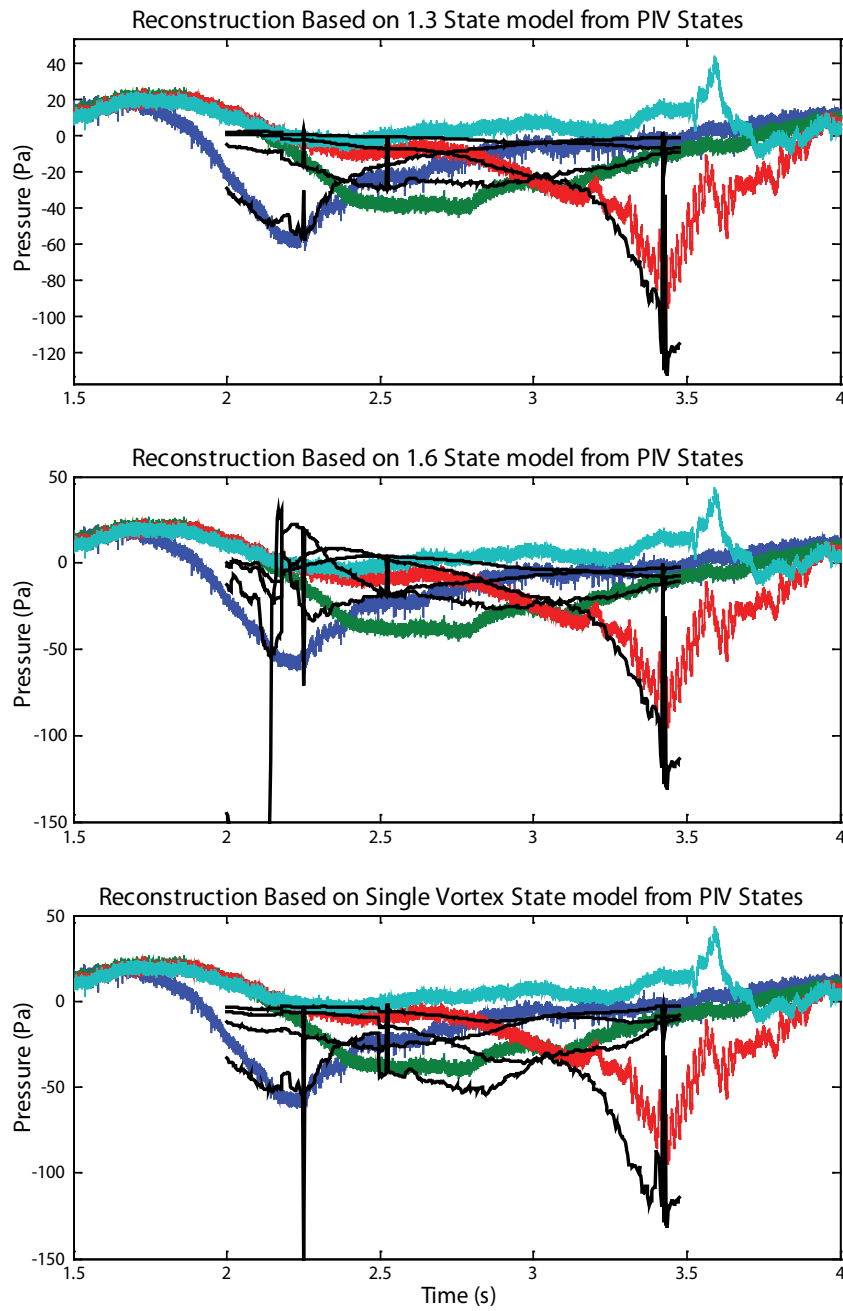 Reconstruction Based on 1.3 State model from PIV States
40
20
0
-20
-40
-60
-80
-100
-120
Pressure (Pa)
1.5 2 2.5 3 3.5 4
Reconstruction Based on 1.6 State model from PIV States
50
0
-50
-100
-150
Pressure (Pa)
1.5 2 2.5 3 3.5 4
Reconstruction Based on Single Vortex State model from PIV States
50
0
-50
-100
-150
Pressure (Pa)
1.5 2 2.5 3 3.5 4
Time (s)